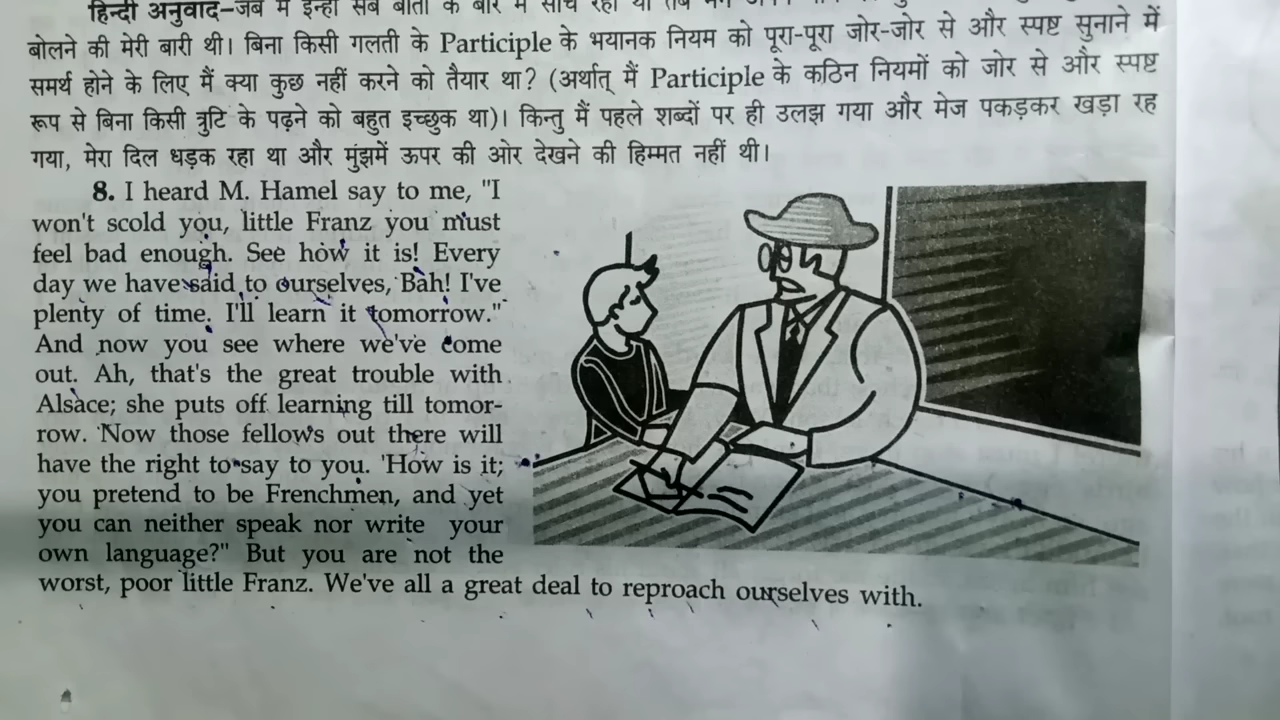 हिन्दी अनुवाद–जब मैं इन्हीं सब बातों के बारे में सोच रहा था तब मैंने
बोलने की मेरी बारी थी। बिना किसी गलती के Participle के भयानक नियम को पूरा-पूरा जोर-जोर से और स्पष्ट सुनाने में
समर्थ होने के लिए मैं क्या कुछ नहीं करने को तैयार था? (अर्थात् मैं Participle के कठिन नियमों को जोर से और स्पष्ट
रूप से बिना किसी त्रुटि के पढ़ने को बहुत इच्छुक था)। किन्तु मैं पहले शब्दों पर ही उलझ गया और मेज पकड़कर खड़ा रह
गया, मेरा दिल धड़क रहा था और मुंझमें ऊपर की ओर देखने की हिम्मत नहीं थी।
8. I heard M. Hamel say to me, "I
won't scold you, little Franz you must
feel bad enough. See how it is! Every
day we have said to ourselves, 'Bah! I've
plenty of time. I'll learn it tomorrow."
And now you see where we've come
out. Ah, that's the great trouble with
Alsace; she puts off learning till tomor-
row. 'Now those fellows out there will
have the right to say to you. 'How is it;
you pretend to be Frenchmen, and yet
you can neither speak nor write your
own language?" But you are not the
worst, poor little Franz. We've all a great deal to reproach ourselves with.